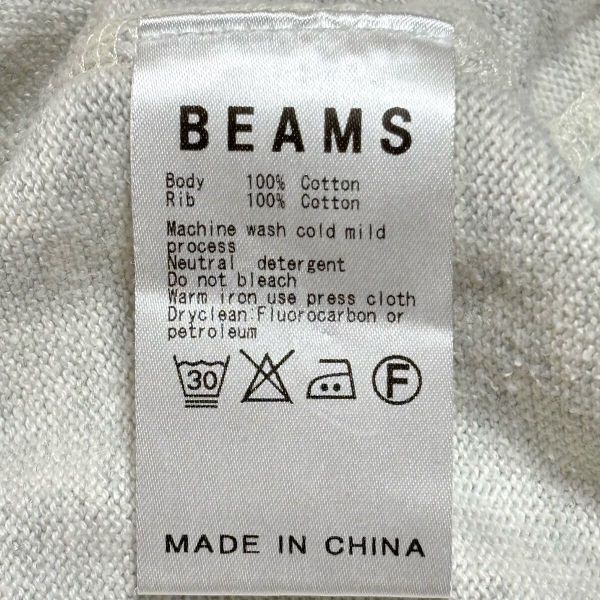 BEAMS
Body 100% Cotton
Rib 100% Cotton
Machine wash cold mild
process
Neutral detergent
Do not bleach
Warm iron use press cloth
Dryclean:Fluorocarbon or
petroleum
30 F
MADE IN CHINA